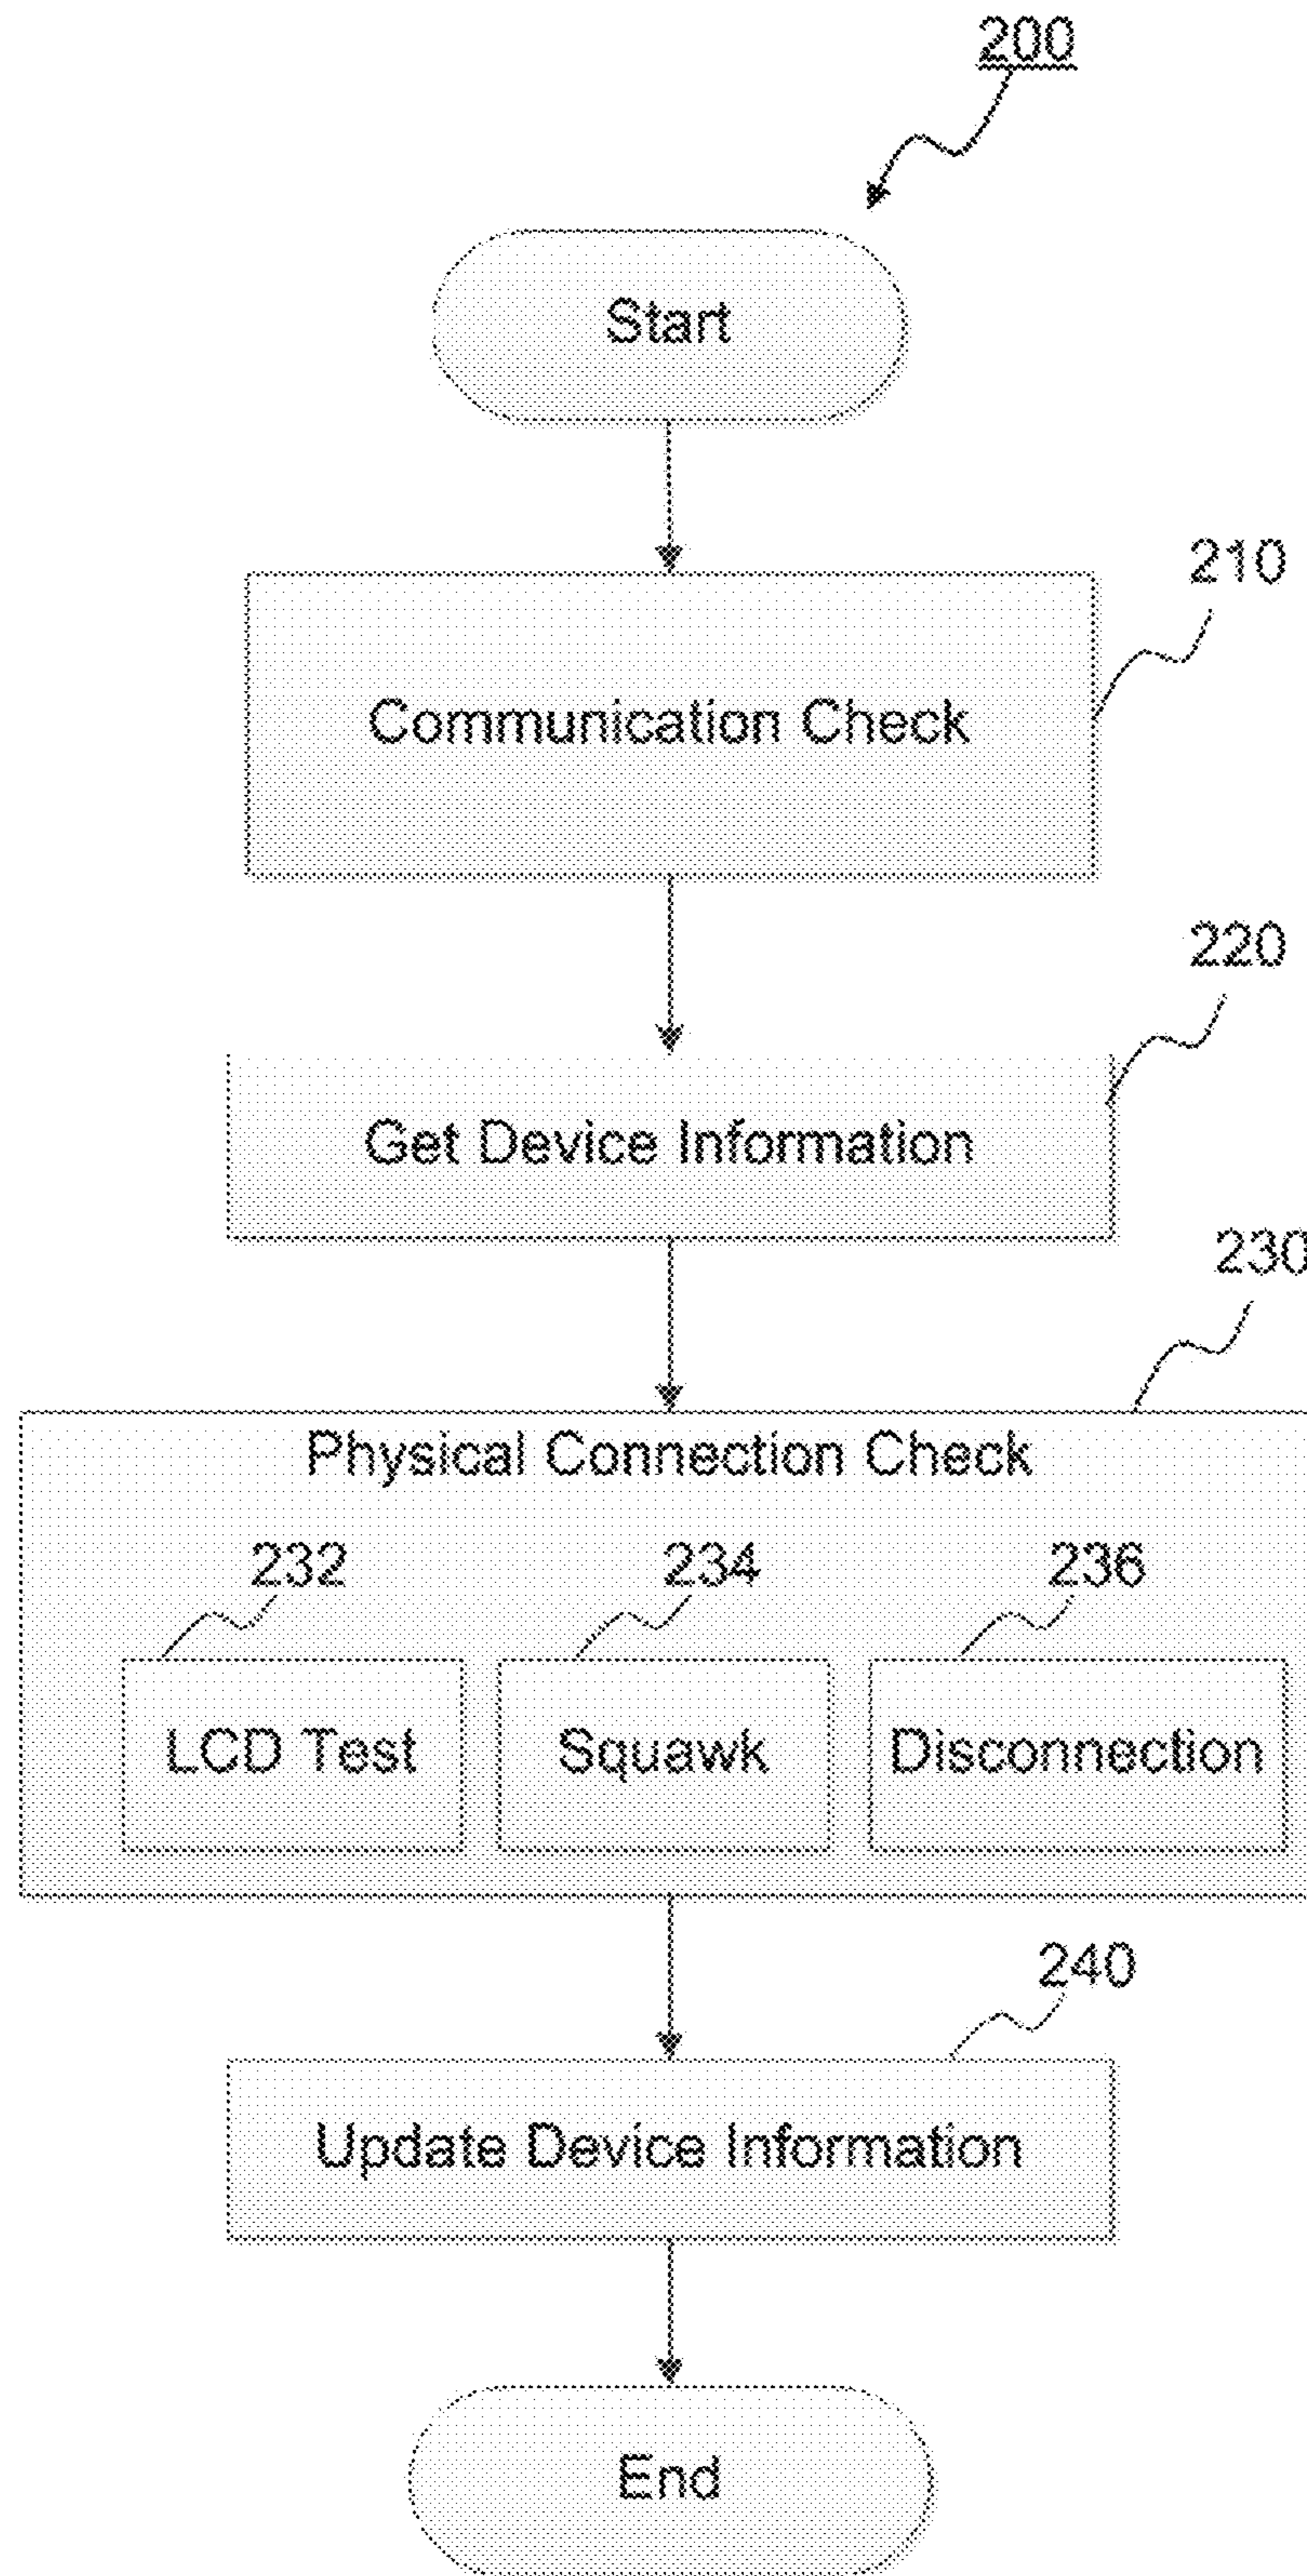 200
Start
210
Communication Check
220
Get Device Information
230
Physical Connection Check
232 234 236
LCD Test Squawk Disconnection
240
Update Device Information
End